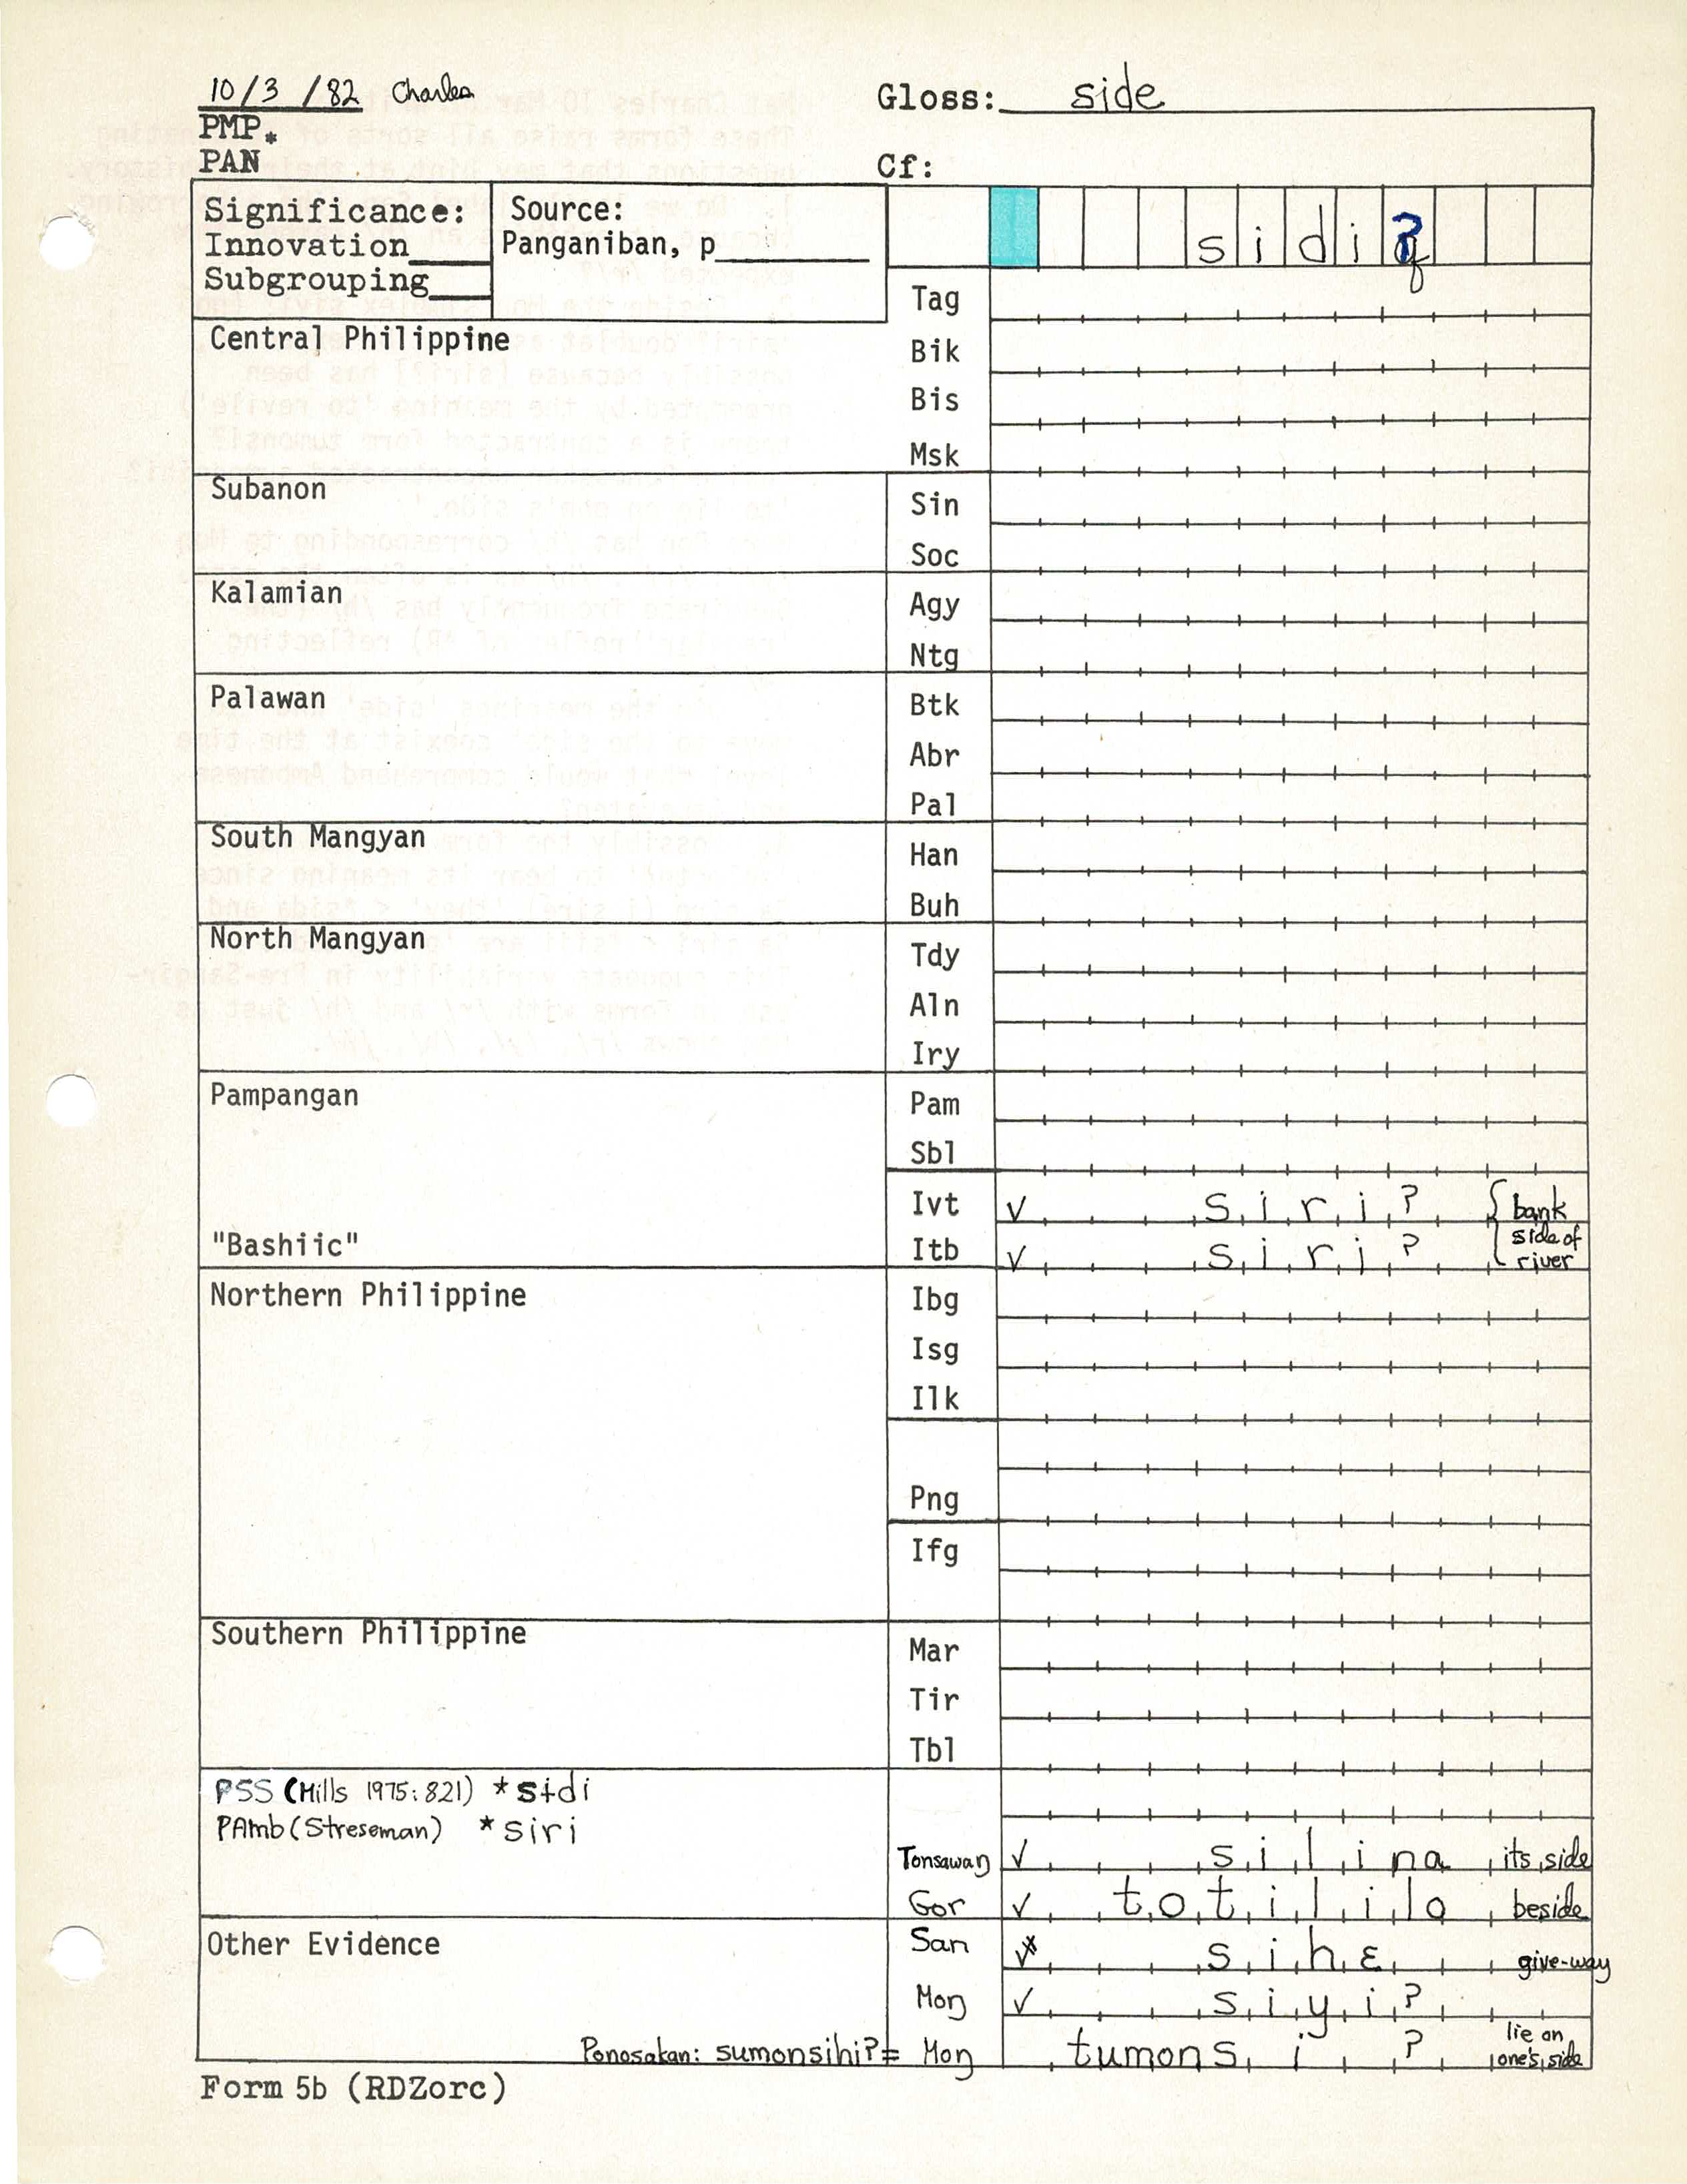 10/3/82 Charles
Gloss: side
PMP*
PAN
Cf:
Significance:
Innovation
Subgrouping
Source:
Panganiban, p
sidiʔ
Tag
Central Philippine
Bik
Bis
Msk
Subanon
Sin
Soc
Kalamian
Agy
Ntg
Palawan
Btk
Abr
Pal
South Mangyan
Han
Buh
North Mangyan
Tdy
Aln
Iry
Pampangan
Pam
Sbl
Ivt √ siriʔ { bank
"Bashiic" Itb √ siriʔ side of
river
Northern Philippine
Ibg
Isg
Ilk
Png
Ifg
Southern Philippine
Mar
Tir
Tbl
PSS (Mills 1975:821) *sɨdi
PAmb (Streseman) *siri
Tonsawaŋ √ silina its side
Gor √ totililo beside
Other Evidence
San √* sihɛ give-way
Moŋ √ siyiʔ
Ponosakan: sumonsihiʔ = Moŋ tumonsiʔ lie on
one's side
Form 5b (RDZorc)